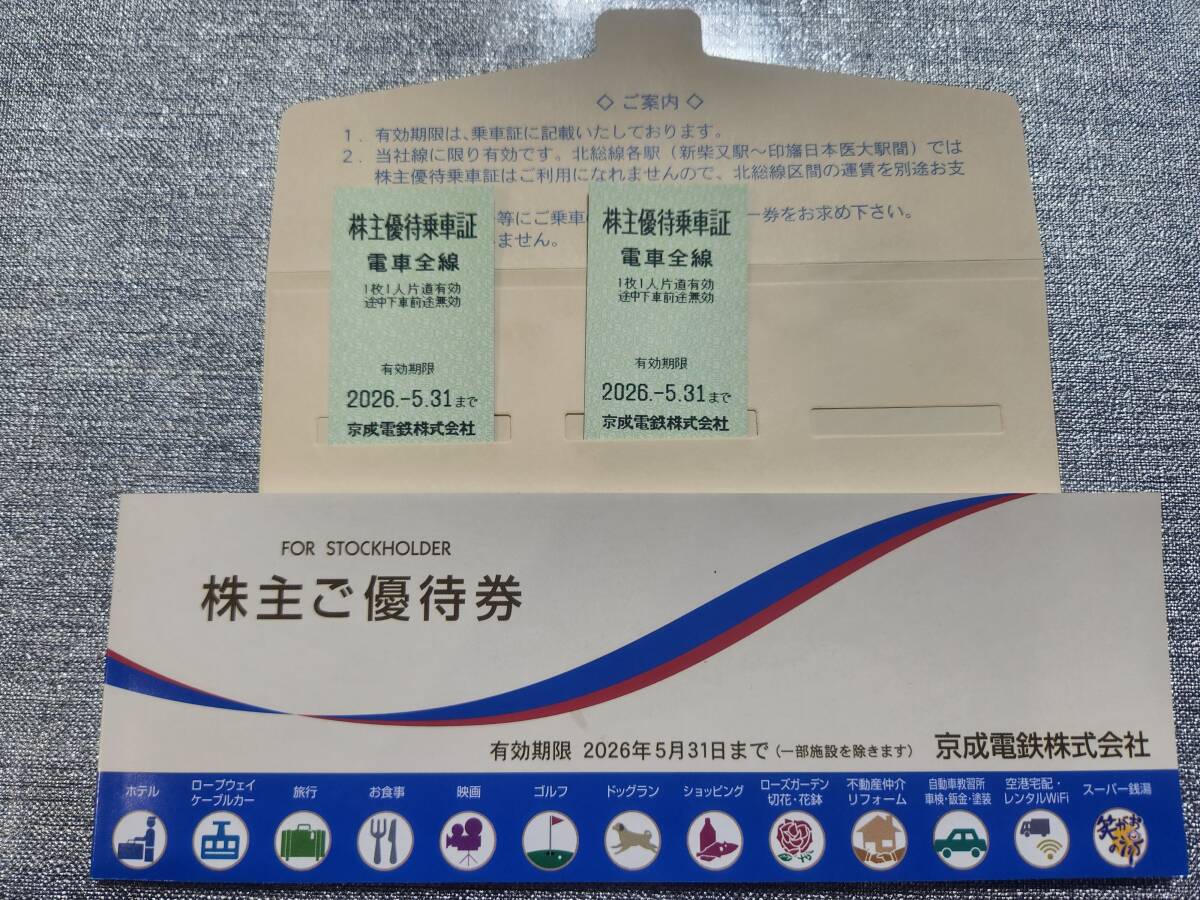 ◇ ご案内 ◇
1．有効期限は、乗車証に記載いたしております。
2．当社線に限り有効です。北総線各駅（新柴又駅～印旛日本医大駅間）では
株主優待乗車証はご利用になれませんので、北総線区間の運賃を別途お支
等にご乗車
券をお求め下さい。
ません。
株主優待乗車証
電車全線
1枚1人片道有効
途中下車前途無効
有効期限
2026.-5.31まで
京成電鉄株式会社
株主優待乗車証
電車全線
1枚1人片道有効
途中下車前途無効
有効期限
2026.-5.31まで
京成電鉄株式会社
FOR STOCKHOLDER
株主ご優待券
有効期限 2026年5月31日まで（一部施設を除きます） 京成電鉄株式会社
ホテル
ロープウェイ
ケーブルカー
旅行
お食事
映画
ゴルフ
ドッグラン
ショッピング
ローズガーデン
切花・花鉢
不動産仲介
リフォーム
自動車教習所
車検・鈑金・塗装
空港宅配・
レンタルWiFi
スーパー銭湯
笑がおの湯